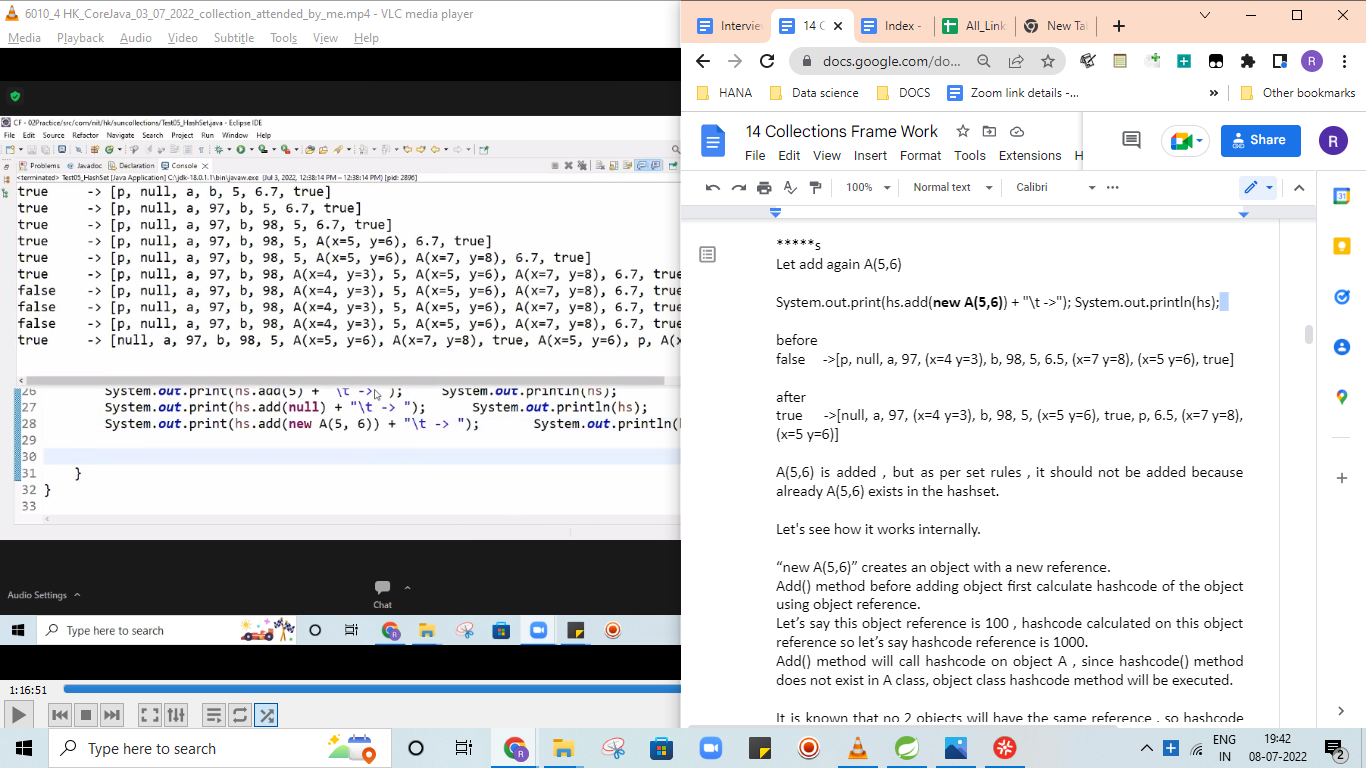 6010_4 HK_CoreJava_03_07_2022_collection_attended_by_me.mp4 - VLC media player
Media Playback Audio Video Subtitle Tools View Help
CF - 02Practice/src/com/nit/hk/suncollections/Test05_HashSet.java - Eclipse IDE
File Edit Source Refactor Navigate Search Project Run Window Help
Problems Javadoc Declaration Console
<terminated> Test05_HashSet [Java Application] C:\jdk-18.0.1.1\bin\javaw.exe (Jul 3, 2022, 12:38:14 PM – 12:38:14 PM) [pid: 2896]
true -> [p, null, a, b, 5, 6.7, true]
true -> [p, null, a, 97, b, 5, 6.7, true]
true -> [p, null, a, 97, b, 98, 5, 6.7, true]
true -> [p, null, a, 97, b, 98, 5, A(x=5, y=6), 6.7, true]
true -> [p, null, a, 97, b, 98, 5, A(x=5, y=6), A(x=7, y=8), 6.7, true]
true -> [p, null, a, 97, b, 98, A(x=4, y=3), 5, A(x=5, y=6), A(x=7, y=8), 6.7, true
false -> [p, null, a, 97, b, 98, A(x=4, y=3), 5, A(x=5, y=6), A(x=7, y=8), 6.7, true
false -> [p, null, a, 97, b, 98, A(x=4, y=3), 5, A(x=5, y=6), A(x=7, y=8), 6.7, true
false -> [p, null, a, 97, b, 98, A(x=4, y=3), 5, A(x=5, y=6), A(x=7, y=8), 6.7, true
true -> [null, a, 97, b, 98, 5, A(x=5, y=6), A(x=7, y=8), true, A(x=5, y=6), p, A(x
26 System.out.print(hs.add(5) + "\t -> "); System.out.println(hs);
27 System.out.print(hs.add(null) + "\t -> "); System.out.println(hs);
28 System.out.print(hs.add(new A(5, 6)) + "\t -> "); System.out.println(
29
30
31 }
32 }
33
Audio Settings
Chat
Type here to search
1:16:51
Interview
14 C
Index -
All_Link
New Ta
docs.google.com/do...
R
HANA Data science DOCS Zoom link details -... » Other bookmarks
14 Collections Frame Work
File Edit View Insert Format Tools Extensions H
Share
R
100% Normal text Calibri
31
*****s
Let add again A(5,6)
System.out.print(hs.add(new A(5,6)) + "\t ->"); System.out.println(hs);
before
false ->[p, null, a, 97, (x=4 y=3), b, 98, 5, 6.5, (x=7 y=8), (x=5 y=6), true]
after
true ->[null, a, 97, (x=4 y=3), b, 98, 5, (x=5 y=6), true, p, 6.5, (x=7 y=8),
(x=5 y=6)]
A(5,6) is added , but as per set rules , it should not be added because
already A(5,6) exists in the hashset.
Let's see how it works internally.
“new A(5,6)” creates an object with a new reference.
Add() method before adding object first calculate hashcode of the object
using object reference.
Let’s say this object reference is 100 , hashcode calculated on this object
reference so let’s say hashcode reference is 1000.
Add() method will call hashcode on object A , since hashcode() method
does not exist in A class, object class hashcode method will be executed.
It is known that no 2 objects will have the same reference , so hashcode
Type here to search
ENG
IN
19:42
08-07-2022
2